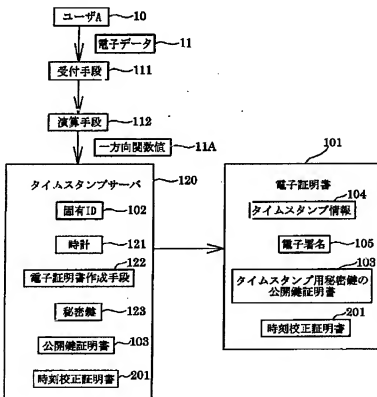 ユーザA 10
電子データ 11
受付手段 111
演算手段 112
一方向関数値 11A
タイムスタンプサーバ 120
固有ID 102
時計 121
122
電子証明書作成手段
秘密鍵 123
公開鍵証明書 103
時刻校正証明書 201
101
電子証明書
104
タイムスタンプ情報
電子署名 105
103
タイムスタンプ用秘密鍵の
公開鍵証明書
201
時刻校正証明書